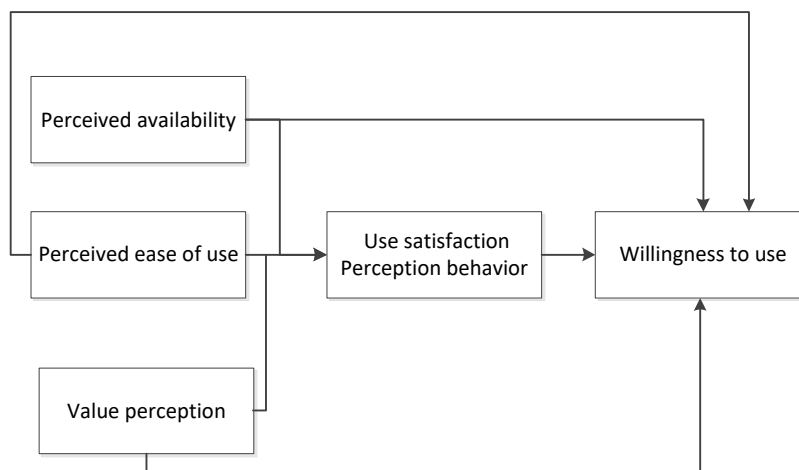 Perceived availability
Perceived ease of use
Use satisfaction
Perception behavior
Willingness to use
Value perception